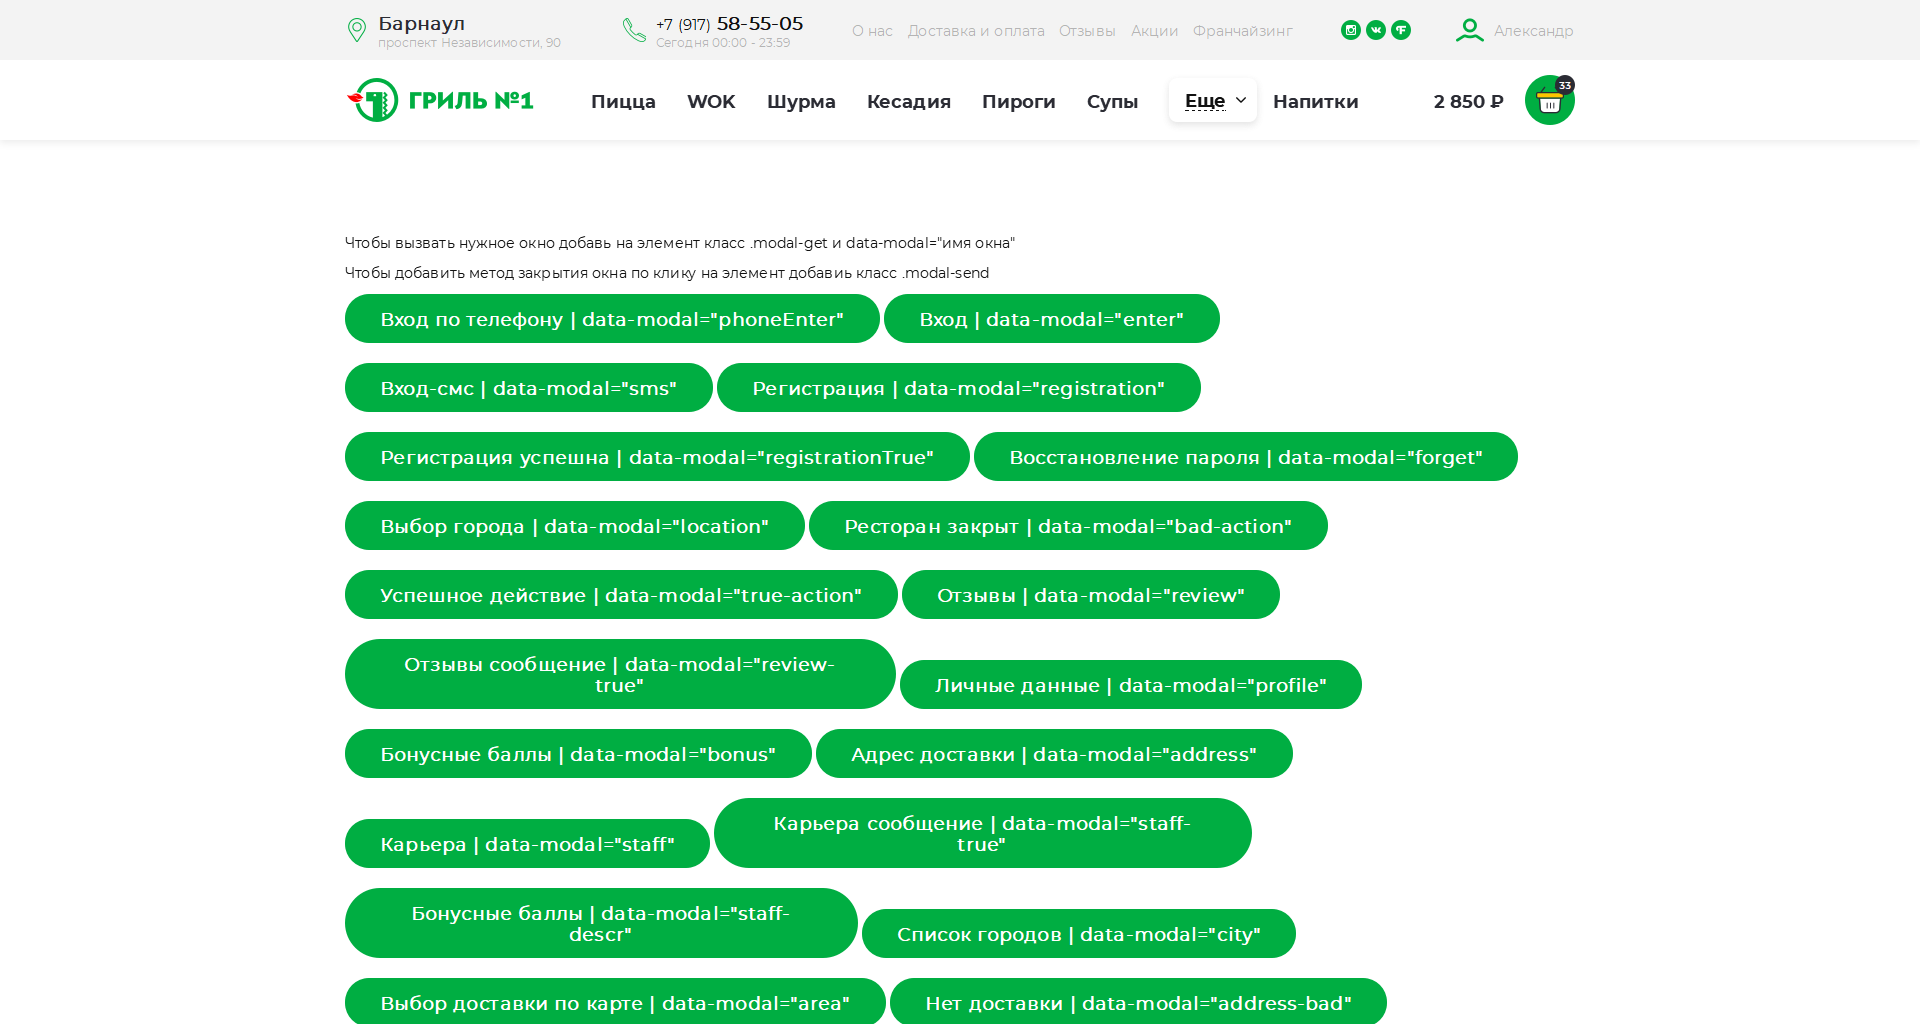 Барнаул
проспект Независимости, 90
+7 (917) 58-55-05
Сегодня 00:00 - 23:59
О нас Доставка и оплата Отзывы Акции Франчайзинг
Александр
ГРИЛЬ №1
Пицца WOK Шурма Кесадия Пироги Супы Еще Напитки
2 850 ₽
33
Чтобы вызвать нужное окно добавь на элемент класс .modal-get и data-modal="имя окна"
Чтобы добавить метод закрытия окна по клику на элемент добавиь класс .modal-send
Вход по телефону | data-modal="phoneEnter"
Вход | data-modal="enter"
Вход-смс | data-modal="sms"
Регистрация | data-modal="registration"
Регистрация успешна | data-modal="registrationTrue"
Восстановление пароля | data-modal="forget"
Выбор города | data-modal="location"
Ресторан закрыт | data-modal="bad-action"
Успешное действие | data-modal="true-action"
Отзывы | data-modal="review"
Отзывы сообщение | data-modal="review-
true"
Личные данные | data-modal="profile"
Бонусные баллы | data-modal="bonus"
Адрес доставки | data-modal="address"
Карьера | data-modal="staff"
Карьера сообщение | data-modal="staff-
true"
Бонусные баллы | data-modal="staff-
descr"
Список городов | data-modal="city"
Выбор доставки по карте | data-modal="area"
Нет доставки | data-modal="address-bad"